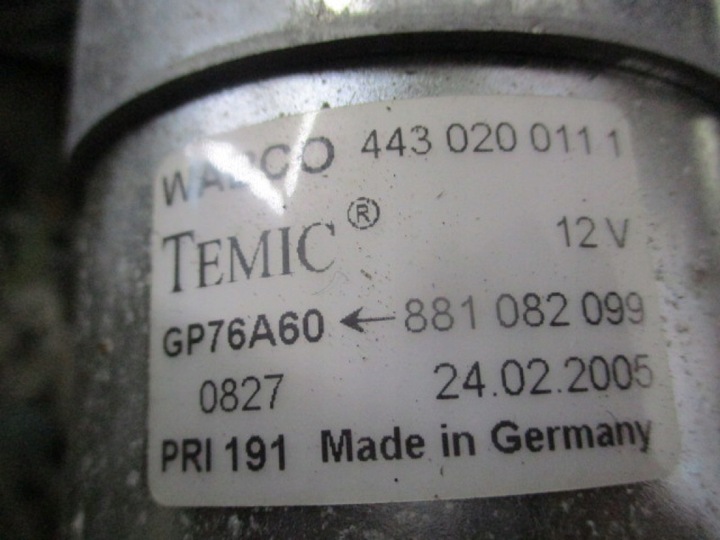 WABCO 443 020 011 1
TEMIC ® 12 V
GP76A60 ← 881 082 099
0827 24.02.2005
PRI 191 Made in Germany